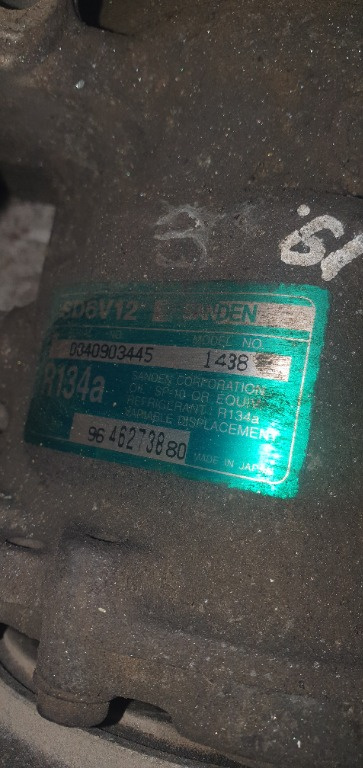 SD6V12 SANDEN
MODEL NO.
0340903445 1438
R134a
SANDEN CORPORATION
REFRIGERANT: R134a
VARIABLE DISPLACEMENT
96 462738 80 MADE IN JAPAN